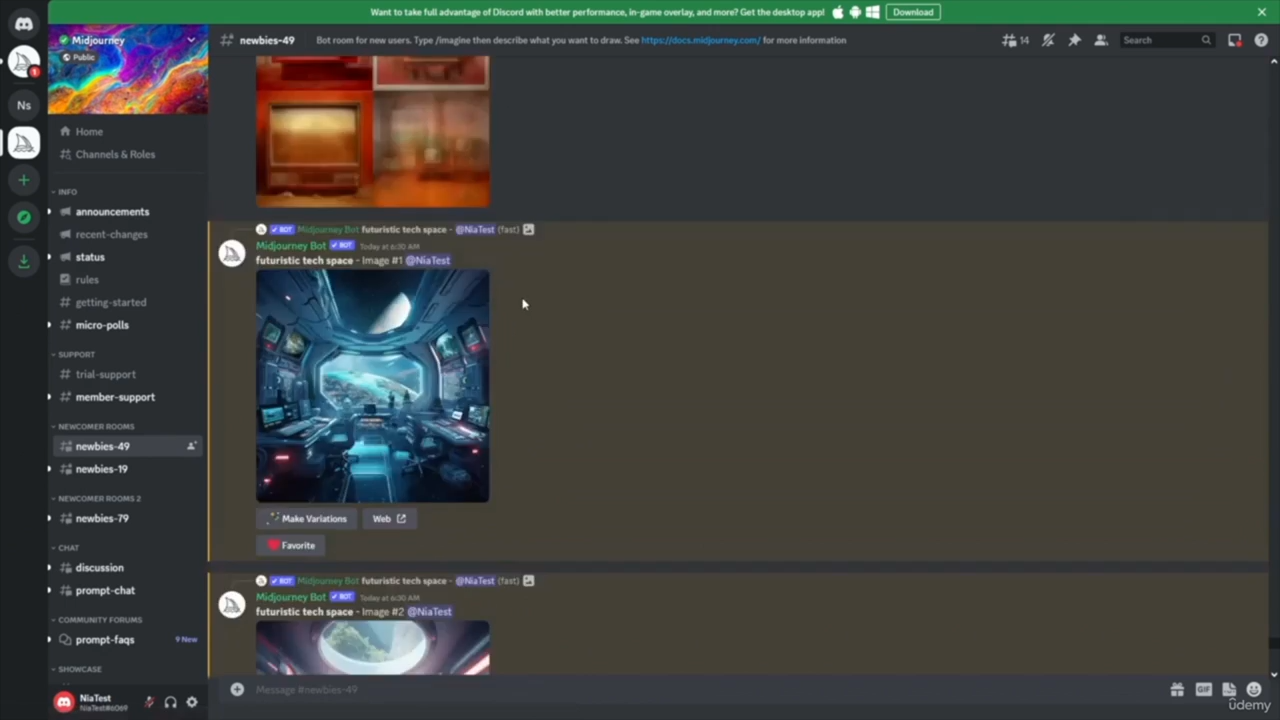 Want to take full advantage of Discord with better performance, in-game overlay, and more? Get the desktop app! Download
Midjourney
Public
# newbies-49 Bot room for new users. Type /imagine then describe what you want to draw. See https://docs.midjourney.com/ for more information
14
Search
Ns
Home
Channels & Roles
INFO
announcements
recent-changes
status
rules
getting-started
micro-polls
SUPPORT
trial-support
member-support
NEWCOMER ROOMS
newbies-49
newbies-19
NEWCOMER ROOMS 2
newbies-79
CHAT
discussion
prompt-chat
COMMUNITY FORUMS
prompt-faqs 9 New
SHOWCASE
NiaTest
BOT Midjourney Bot futuristic tech space - @NiaTest (fast)
Midjourney Bot BOT Today at 6:30 AM
futuristic tech space - Image #1 @NiaTest
Make Variations Web
Favorite
BOT Midjourney Bot futuristic tech space - @NiaTest (fast)
Midjourney Bot BOT Today at 6:30 AM
futuristic tech space - Image #2 @NiaTest
Message #newbies-49
GIF
ûdemy